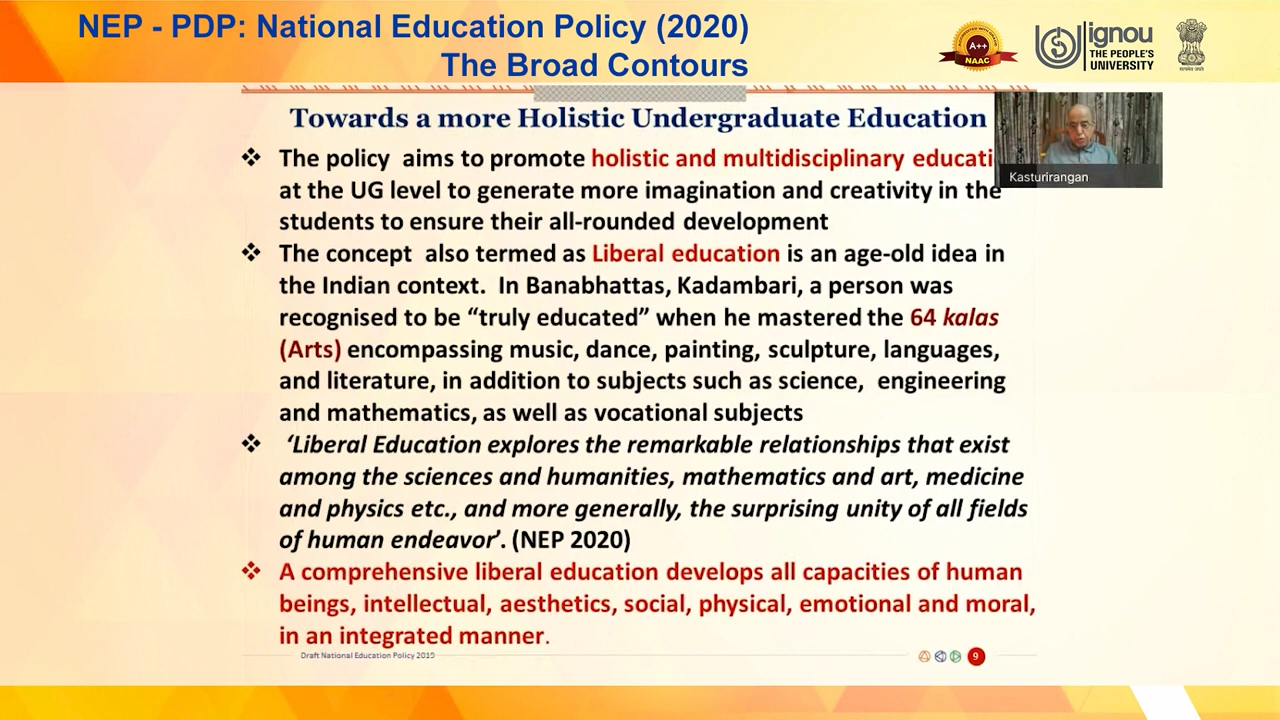 NEP - PDP: National Education Policy (2020)
The Broad Contours
A++
NAAC
ignou
THE PEOPLE'S
UNIVERSITY
Towards a more Holistic Undergraduate Education
❖ The policy aims to promote holistic and multidisciplinary educati
at the UG level to generate more imagination and creativity in the
students to ensure their all-rounded development
❖ The concept also termed as Liberal education is an age-old idea in
the Indian context. In Banabhattas, Kadambari, a person was
recognised to be “truly educated” when he mastered the 64 kalas
(Arts) encompassing music, dance, painting, sculpture, languages,
and literature, in addition to subjects such as science, engineering
and mathematics, as well as vocational subjects
❖ ‘Liberal Education explores the remarkable relationships that exist
among the sciences and humanities, mathematics and art, medicine
and physics etc., and more generally, the surprising unity of all fields
of human endeavor’. (NEP 2020)
❖ A comprehensive liberal education develops all capacities of human
beings, intellectual, aesthetics, social, physical, emotional and moral,
in an integrated manner.
Kasturirangan
Draft National Education Policy 2019
9